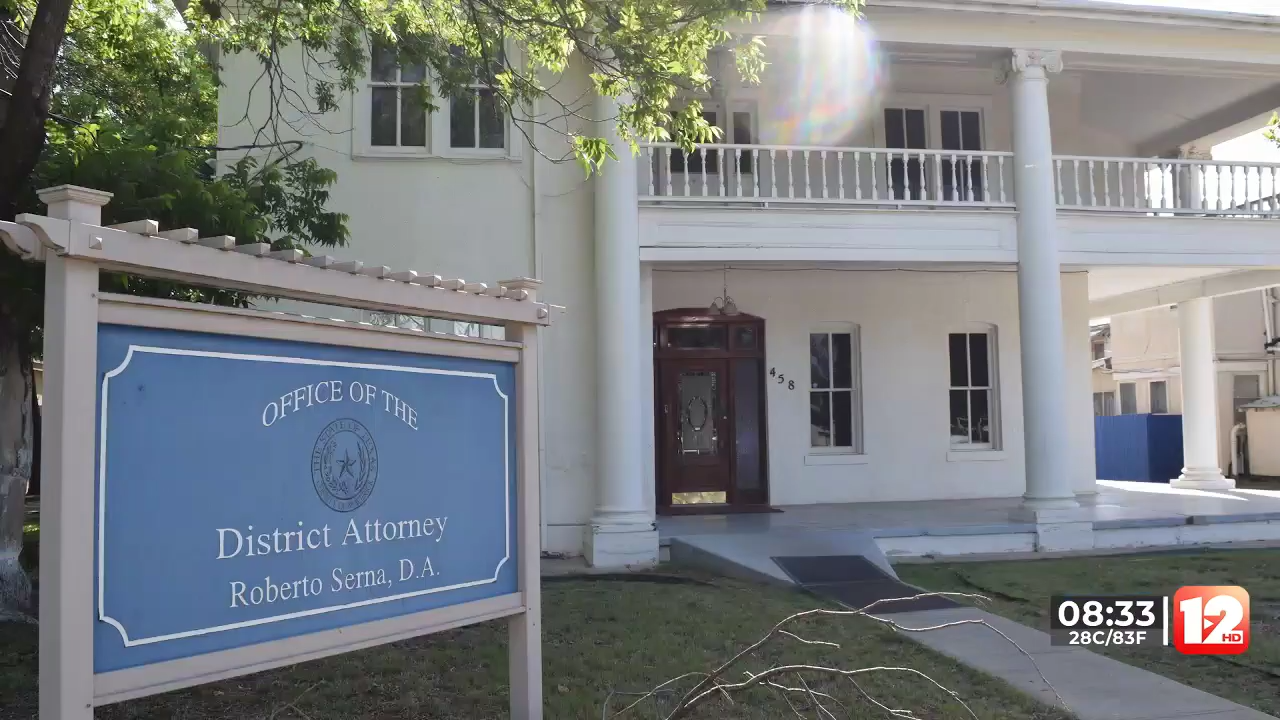 OFFICE OF THE
District Attorney
Roberto Serna, D.A.
458
08:33
28C/83F
12
HD